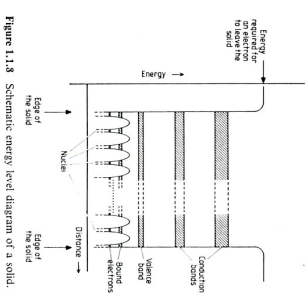 Energy
required for
an electron
to leave the
solid
Energy
Conduction
bands
Valence
band
Bound
electrons
Nuclei
Distance
Edge of
the solid
Edge of
the solid
Figure 1.1.8 Schematic energy level diagram of a solid.